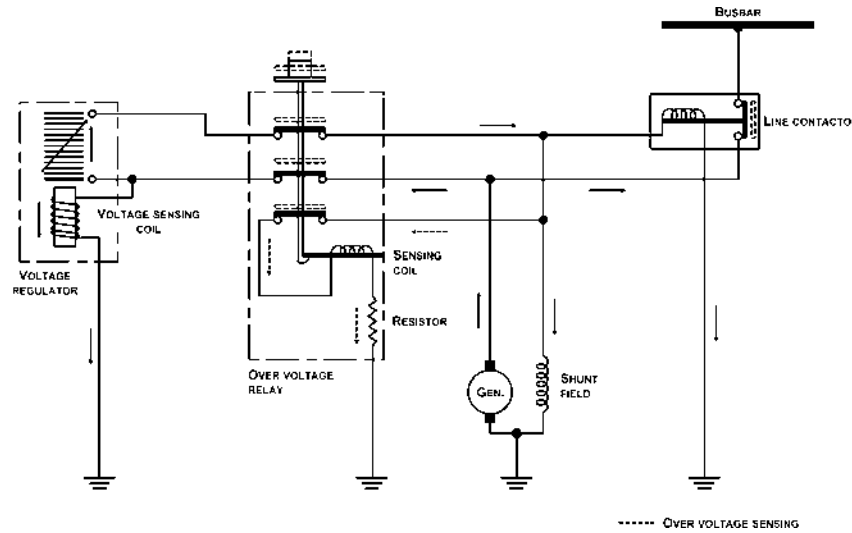 BUSBAR
LINE CONTACTO
VOLTAGE SENSING
COIL
VOLTAGE
REGULATOR
SENSING
COIL
RESISTOR
OVER VOLTAGE
RELAY
GEN.
SHUNT
FIELD
OVER VOLTAGE SENSING